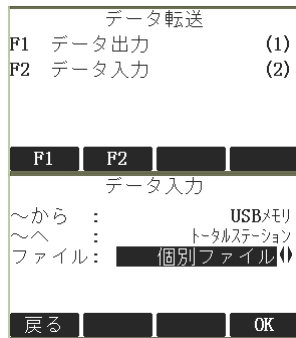 データ転送
F1 データ出力 (1)
F2 データ入力 (2)
F1 F2
データ入力
~から : USBメモリ
~へ : トータルステーション
ファイル: 個別ファイル
戻る OK